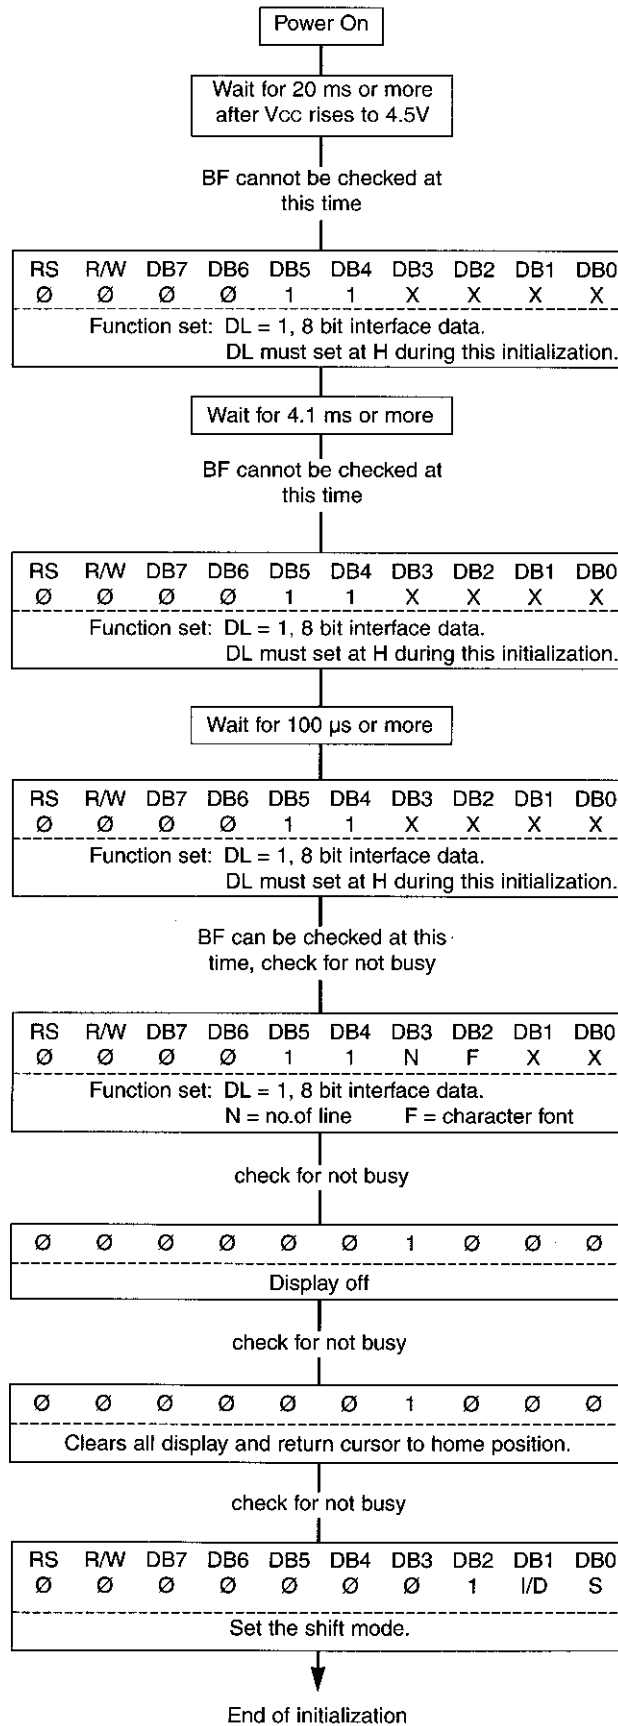 Power On
Wait for 20 ms or more
after Vcc rises to 4.5V
BF cannot be checked at
this time
RS R/W DB7 DB6 DB5 DB4 DB3 DB2 DB1 DB0
Ø Ø Ø Ø 1 1 X X X X
Function set: DL = 1, 8 bit interface data.
DL must set at H during this initialization.
Wait for 4.1 ms or more
BF cannot be checked at
this time
RS R/W DB7 DB6 DB5 DB4 DB3 DB2 DB1 DB0
Ø Ø Ø Ø 1 1 X X X X
Function set: DL = 1, 8 bit interface data.
DL must set at H during this initialization.
Wait for 100 µs or more
RS R/W DB7 DB6 DB5 DB4 DB3 DB2 DB1 DB0
Ø Ø Ø Ø 1 1 X X X X
Function set: DL = 1, 8 bit interface data.
DL must set at H during this initialization.
BF can be checked at this
time, check for not busy
RS R/W DB7 DB6 DB5 DB4 DB3 DB2 DB1 DB0
Ø Ø Ø Ø 1 1 N F X X
Function set: DL = 1, 8 bit interface data.
N = no.of line F = character font
check for not busy
Ø Ø Ø Ø Ø Ø 1 Ø Ø Ø
Display off
check for not busy
Ø Ø Ø Ø Ø Ø 1 Ø Ø Ø
Clears all display and return cursor to home position.
check for not busy
RS R/W DB7 DB6 DB5 DB4 DB3 DB2 DB1 DB0
Ø Ø Ø Ø Ø Ø Ø 1 I/D S
Set the shift mode.
End of initialization